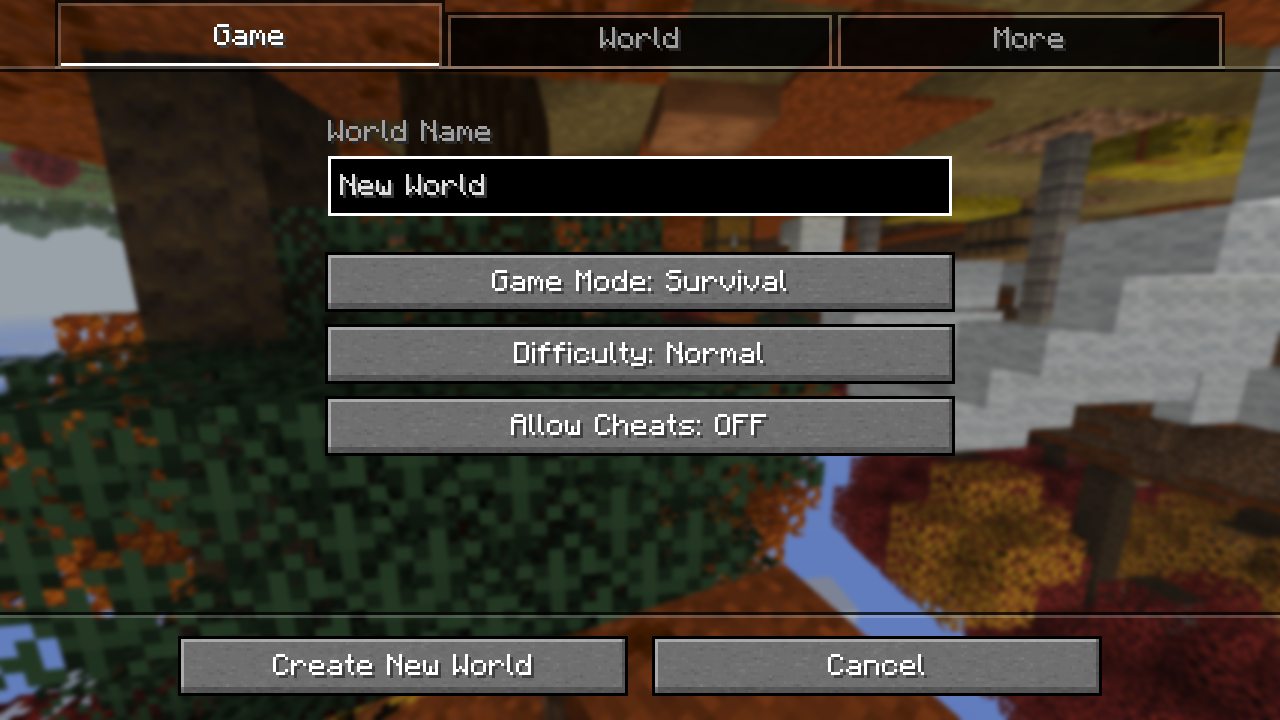 Game
World
More
World Name
New World
Game Mode: Survival
Difficulty: Normal
Allow Cheats: OFF
Create New World
Cancel